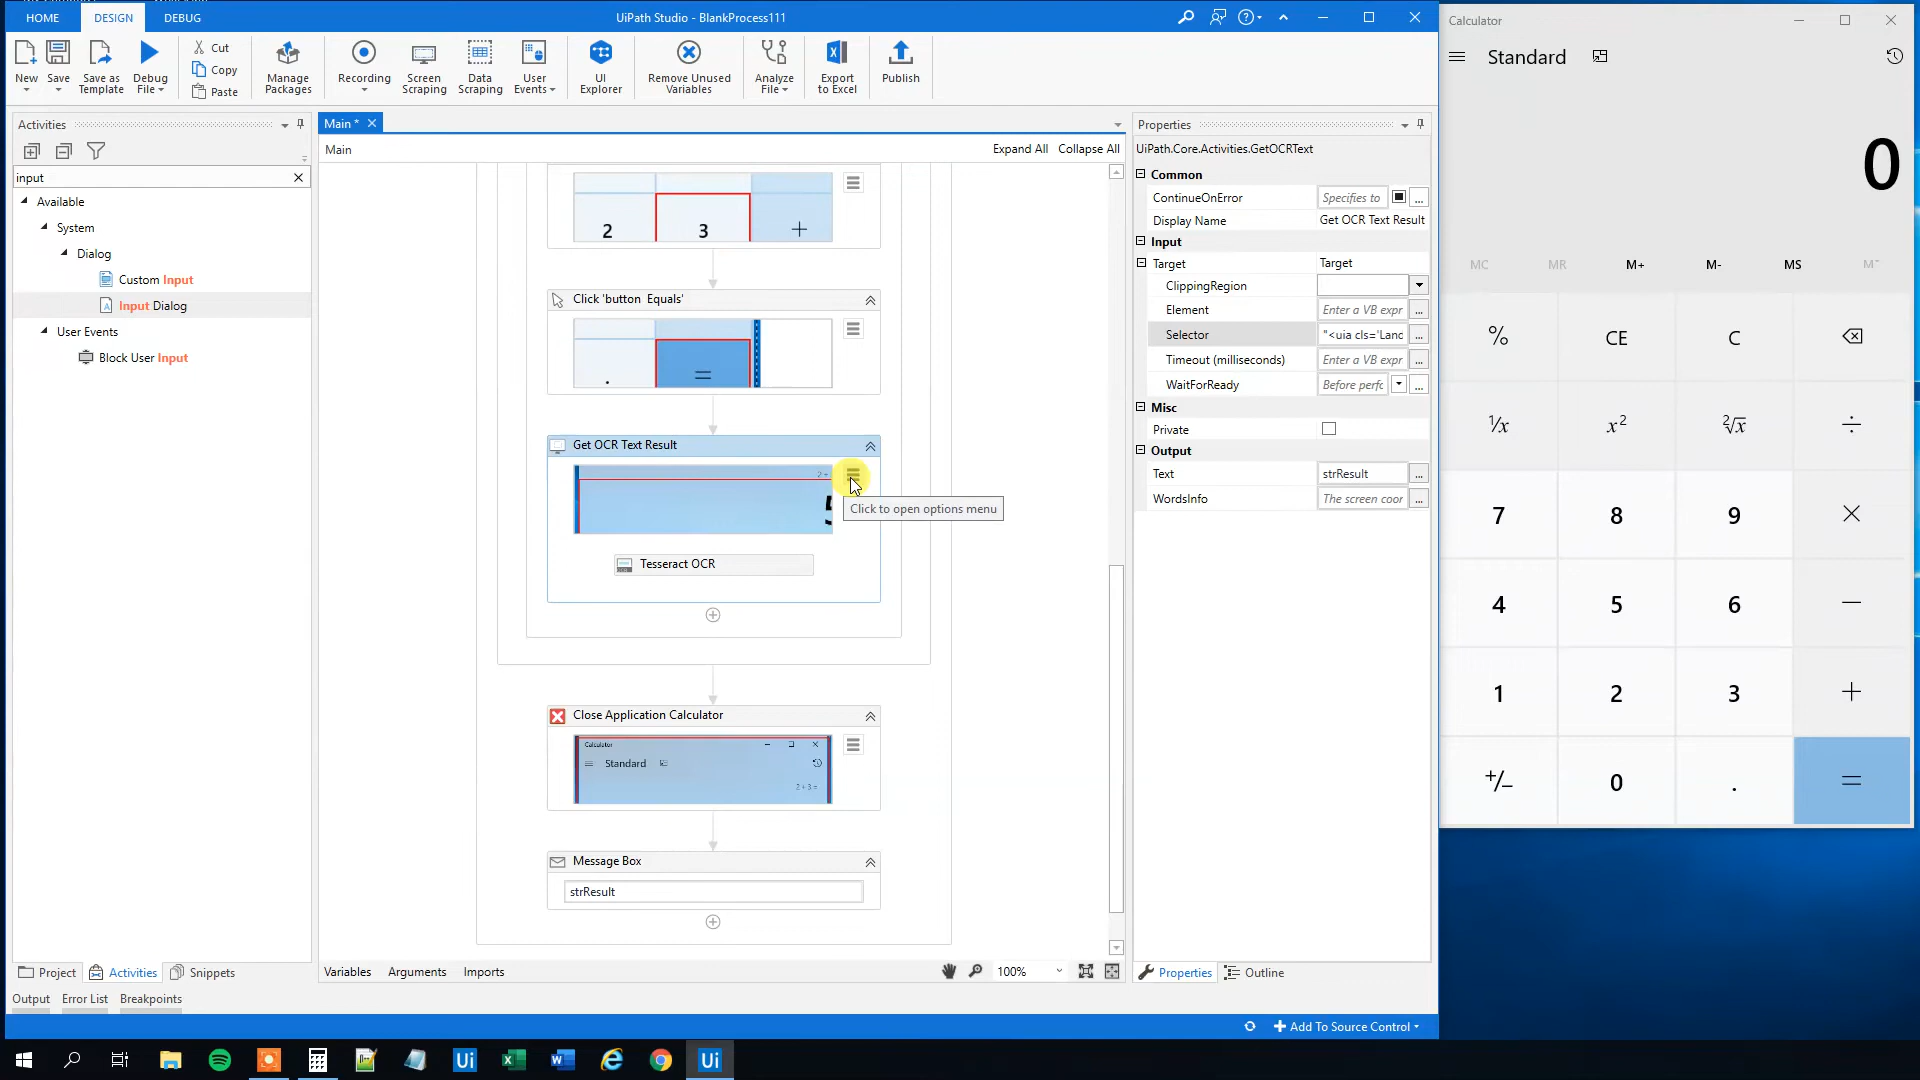 HOME DESIGN DEBUG UiPath Studio - BlankProcess111
New Save Save as Template Debug File Cut Copy Paste Manage Packages Recording Screen Scraping Data Scraping User Events UI Explorer Remove Unused Variables Analyze File Export to Excel Publish
Activities
input
Available
System
Dialog
Custom Input
Input Dialog
User Events
Block User Input
Project Activities Snippets
Output Error List Breakpoints
Main *
Main Expand All Collapse All
2 3 +
Click 'button Equals'
. =
Get OCR Text Result
2 +
5
Click to open options menu
Tesseract OCR
Close Application Calculator
Calculator
Standard
2 + 3 =
Message Box
strResult
Variables Arguments Imports 100%
Properties
UiPath.Core.Activities.GetOCRText
Common
ContinueOnError Specifies to ...
Display Name Get OCR Text Result
Input
Target Target
ClippingRegion
Element Enter a VB expr ...
Selector "<uia cls='Lanc ...
Timeout (milliseconds) Enter a VB expr ...
WaitForReady Before perfc ...
Misc
Private
Output
Text strResult ...
WordsInfo The screen coor ...
Properties Outline
Add To Source Control
Calculator
Standard
0
MC MR M+ M- MS
% CE C
⅟x x² ²√x ÷
7 8 9 ×
4 5 6 −
1 2 3 +
+/− 0 . =
Ui Ui